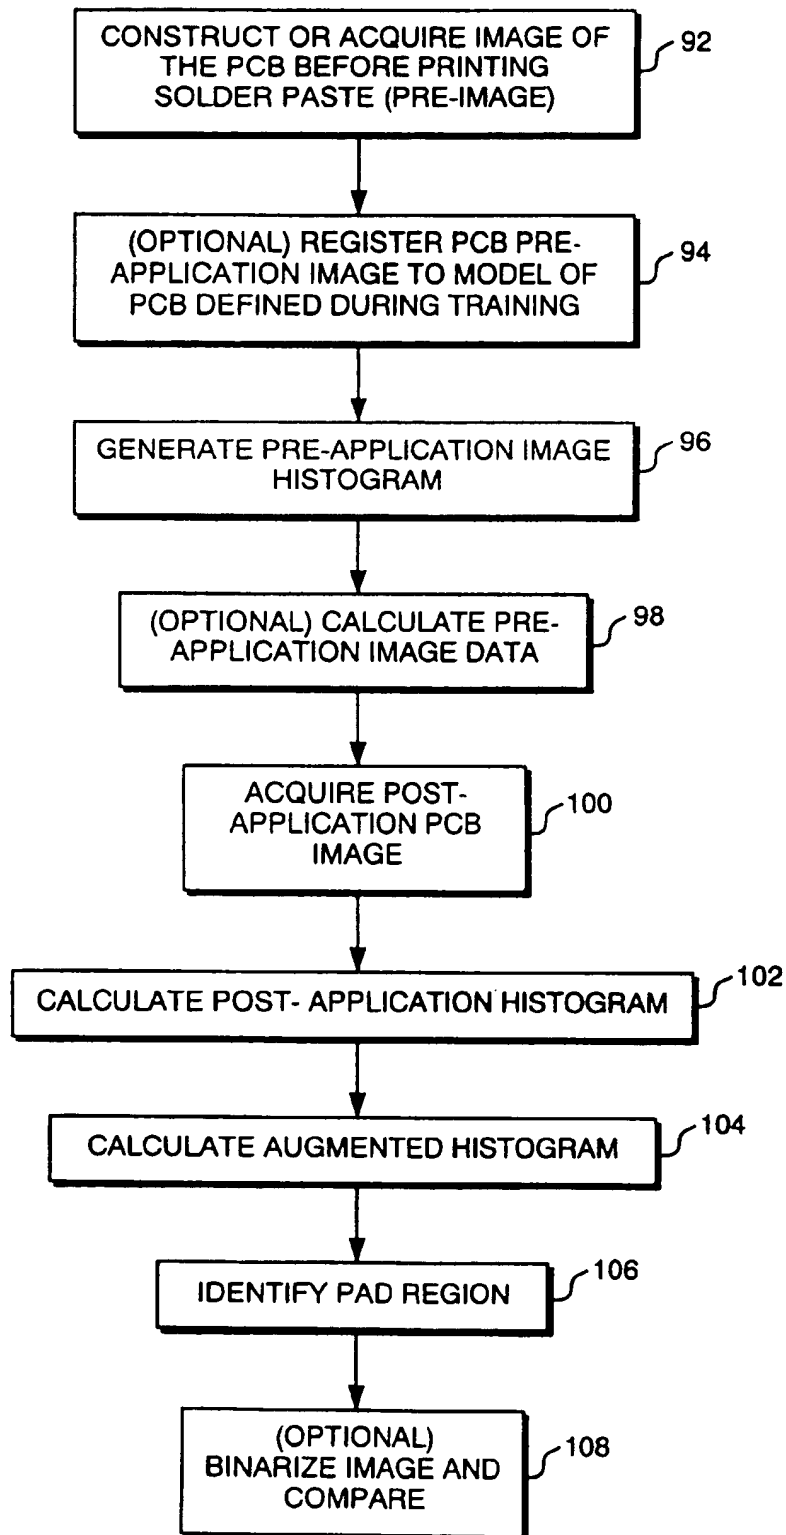 CONSTRUCT OR ACQUIRE IMAGE OF
THE PCB BEFORE PRINTING
SOLDER PASTE (PRE-IMAGE)
92
(OPTIONAL) REGISTER PCB PRE-
APPLICATION IMAGE TO MODEL OF
PCB DEFINED DURING TRAINING
94
GENERATE PRE-APPLICATION IMAGE
HISTOGRAM
96
(OPTIONAL) CALCULATE PRE-
APPLICATION IMAGE DATA
98
ACQUIRE POST-
APPLICATION PCB
IMAGE
100
CALCULATE POST- APPLICATION HISTOGRAM
102
CALCULATE AUGMENTED HISTOGRAM
104
IDENTIFY PAD REGION
106
(OPTIONAL)
BINARIZE IMAGE AND
COMPARE
108